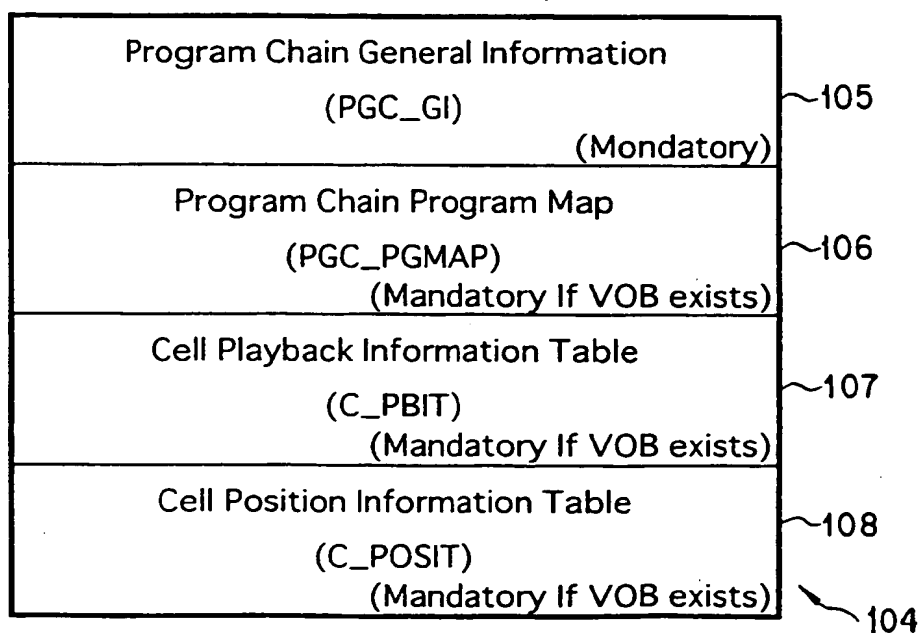 Program Chain General Information
(PGC_GI)
(Mondatory)
105
Program Chain Program Map
(PGC_PGMAP)
(Mandatory If VOB exists)
106
Cell Playback Information Table
(C_PBIT)
(Mandatory If VOB exists)
107
Cell Position Information Table
(C_POSIT)
(Mandatory If VOB exists)
108
104